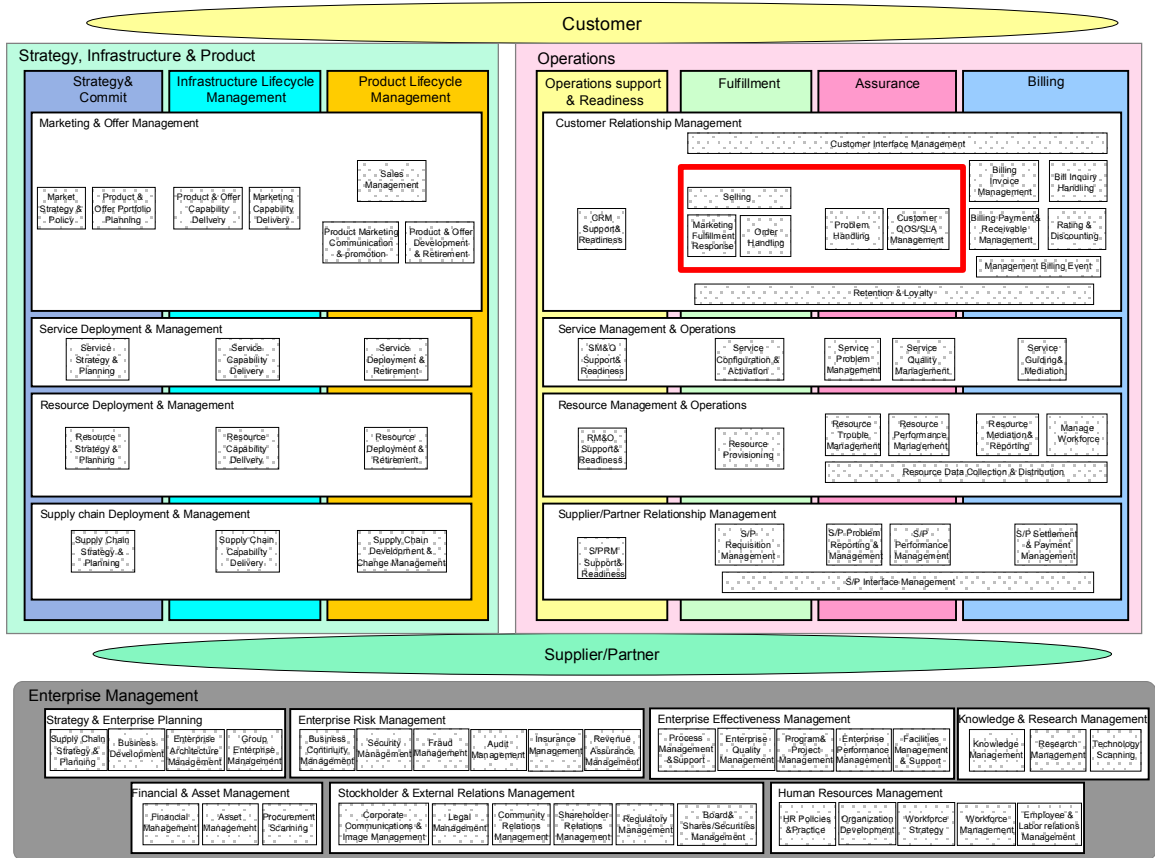 Customer
Strategy, Infrastructure & Product
Strategy&
Commit
Infrastructure Lifecycle
Management
Product Lifecycle
Management
Marketing & Offer Management
Sales
Management
Market
Strategy &
Policy
Product &
Offer Portfolio
Planning
Product & Offer
Capability
Delivery
Marketing
Capability
Delivery
Product Marketing
Communication
& promotion
Product & Offer
Development
& Retirement
Service Deployment & Management
Service
Strategy &
Planning
Service
Capability
Delivery
Service
Deployment &
Retirement
Resource Deployment & Management
Resource
Strategy &
Planning
Resource
Capability
Delivery
Resource
Deployment &
Retirement
Supply chain Deployment & Management
Supply Chain
Strategy &
Planning
Supply Chain
Capability
Delivery
Supply Chain
Development &
Change Management
Operations
Operations support
& Readiness
Fulfillment
Assurance
Billing
Customer Relationship Management
Customer Interface Management
CRM
Support&
Readiness
Selling
Marketing
Fulfillment
Response
Order
Handling
Problem
Handling
Customer
QOS/SLA
Management
Billing
Invoice
Management
Bill Inquiry
Handling
Billing Payment&
Receivable
Management
Rating &
Discounting
Management Billing Event
Retention & Loyalty
Service Management & Operations
SM&O
Support&
Readiness
Service
Configuration &
Activation
Service
Problem
Management
Service
Quality
Management
Service
Guiding&
Mediation
Resource Management & Operations
RM&O
Support&
Readiness
Resource
Provisioning
Resource
Trouble
Management
Resource
Performance
Management
Resource
Mediation&
Reporting
Manage
Workforce
Resource Data Collection & Distribution
Supplier/Partner Relationship Management
S/PRM
Support&
Readiness
S/P
Requisition
Management
S/P Problem
Reporting &
Management
S/P
Performance
Management
S/P Settlement
& Payment
Management
S/P Interface Management
Supplier/Partner
Enterprise Management
Strategy & Enterprise Planning
Supply Chain
Strategy &
Planning
Business
Development
Enterprise
Architecture
Management
Group
Enterprise
Management
Enterprise Risk Management
Business
Continuity
Management
Security
Management
Fraud
Management
Audit
Management
Insurance
Management
Revenue
Assurance
Management
Enterprise Effectiveness Management
Process
Management
&Support
Enterprise
Quality
Management
Program&
Project
Management
Enterprise
Performance
Management
Facilities
Management
& Support
Knowledge & Research Management
Knowledge
Management
Research
Management
Technology
Scanning
Financial & Asset Management
Financial
Management
Asset
Management
Procurement
Scanning
Stockholder & External Relations Management
Corporate
Communications &
Image Management
Legal
Management
Community
Relations
Management
Shareholder
Relations
Management
Regulatory
Management
Board&
Shares/Securities
Management
Human Resources Management
HR Policies
&Practice
Organization
Development
Workforce
Strategy
Workforce
Management
Employee &
Labor relations
Management